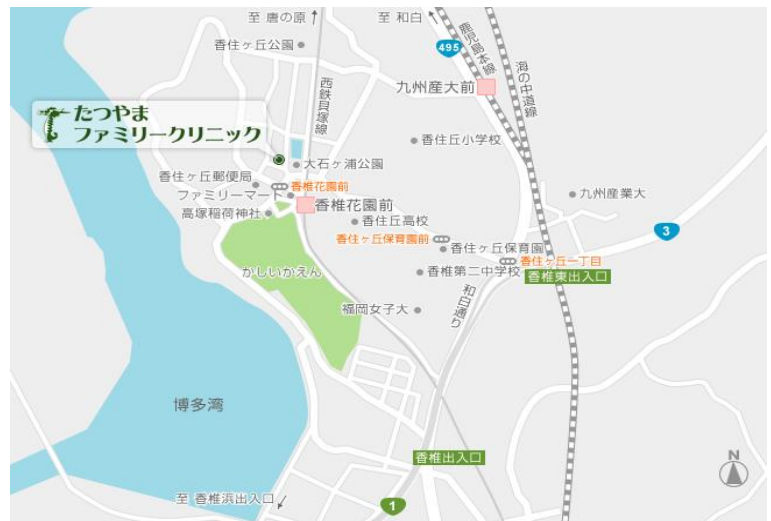 至 唐の原
至 和白
香住ヶ丘公園
495
鹿児島本線
海の中道線
西鉄貝塚線
九州産大前
たつやま
ファミリークリニック
香住丘小学校
大石ヶ浦公園
香住ヶ丘郵便局
香椎花園前
ファミリーマート
香椎花園前
九州産業大
高塚稲荷神社
香住丘高校
3
香住ヶ丘保育園前
香住ヶ丘保育園
香住ヶ丘一丁目
かしいかえん
香椎第二中学校
香椎東出入口
和白通り
福岡女子大
博多湾
香椎出入口
N
至 香椎浜出入口
1